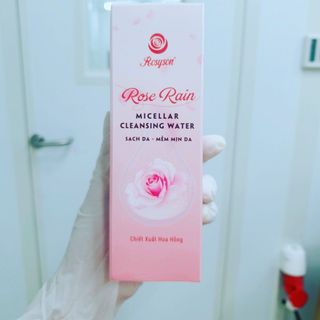 Rosyson
Rose Rain
MICELLAR
CLEANSING WATER
SẠCH DA - MỀM MỊN DA
Chiết Xuất Hoa Hồng